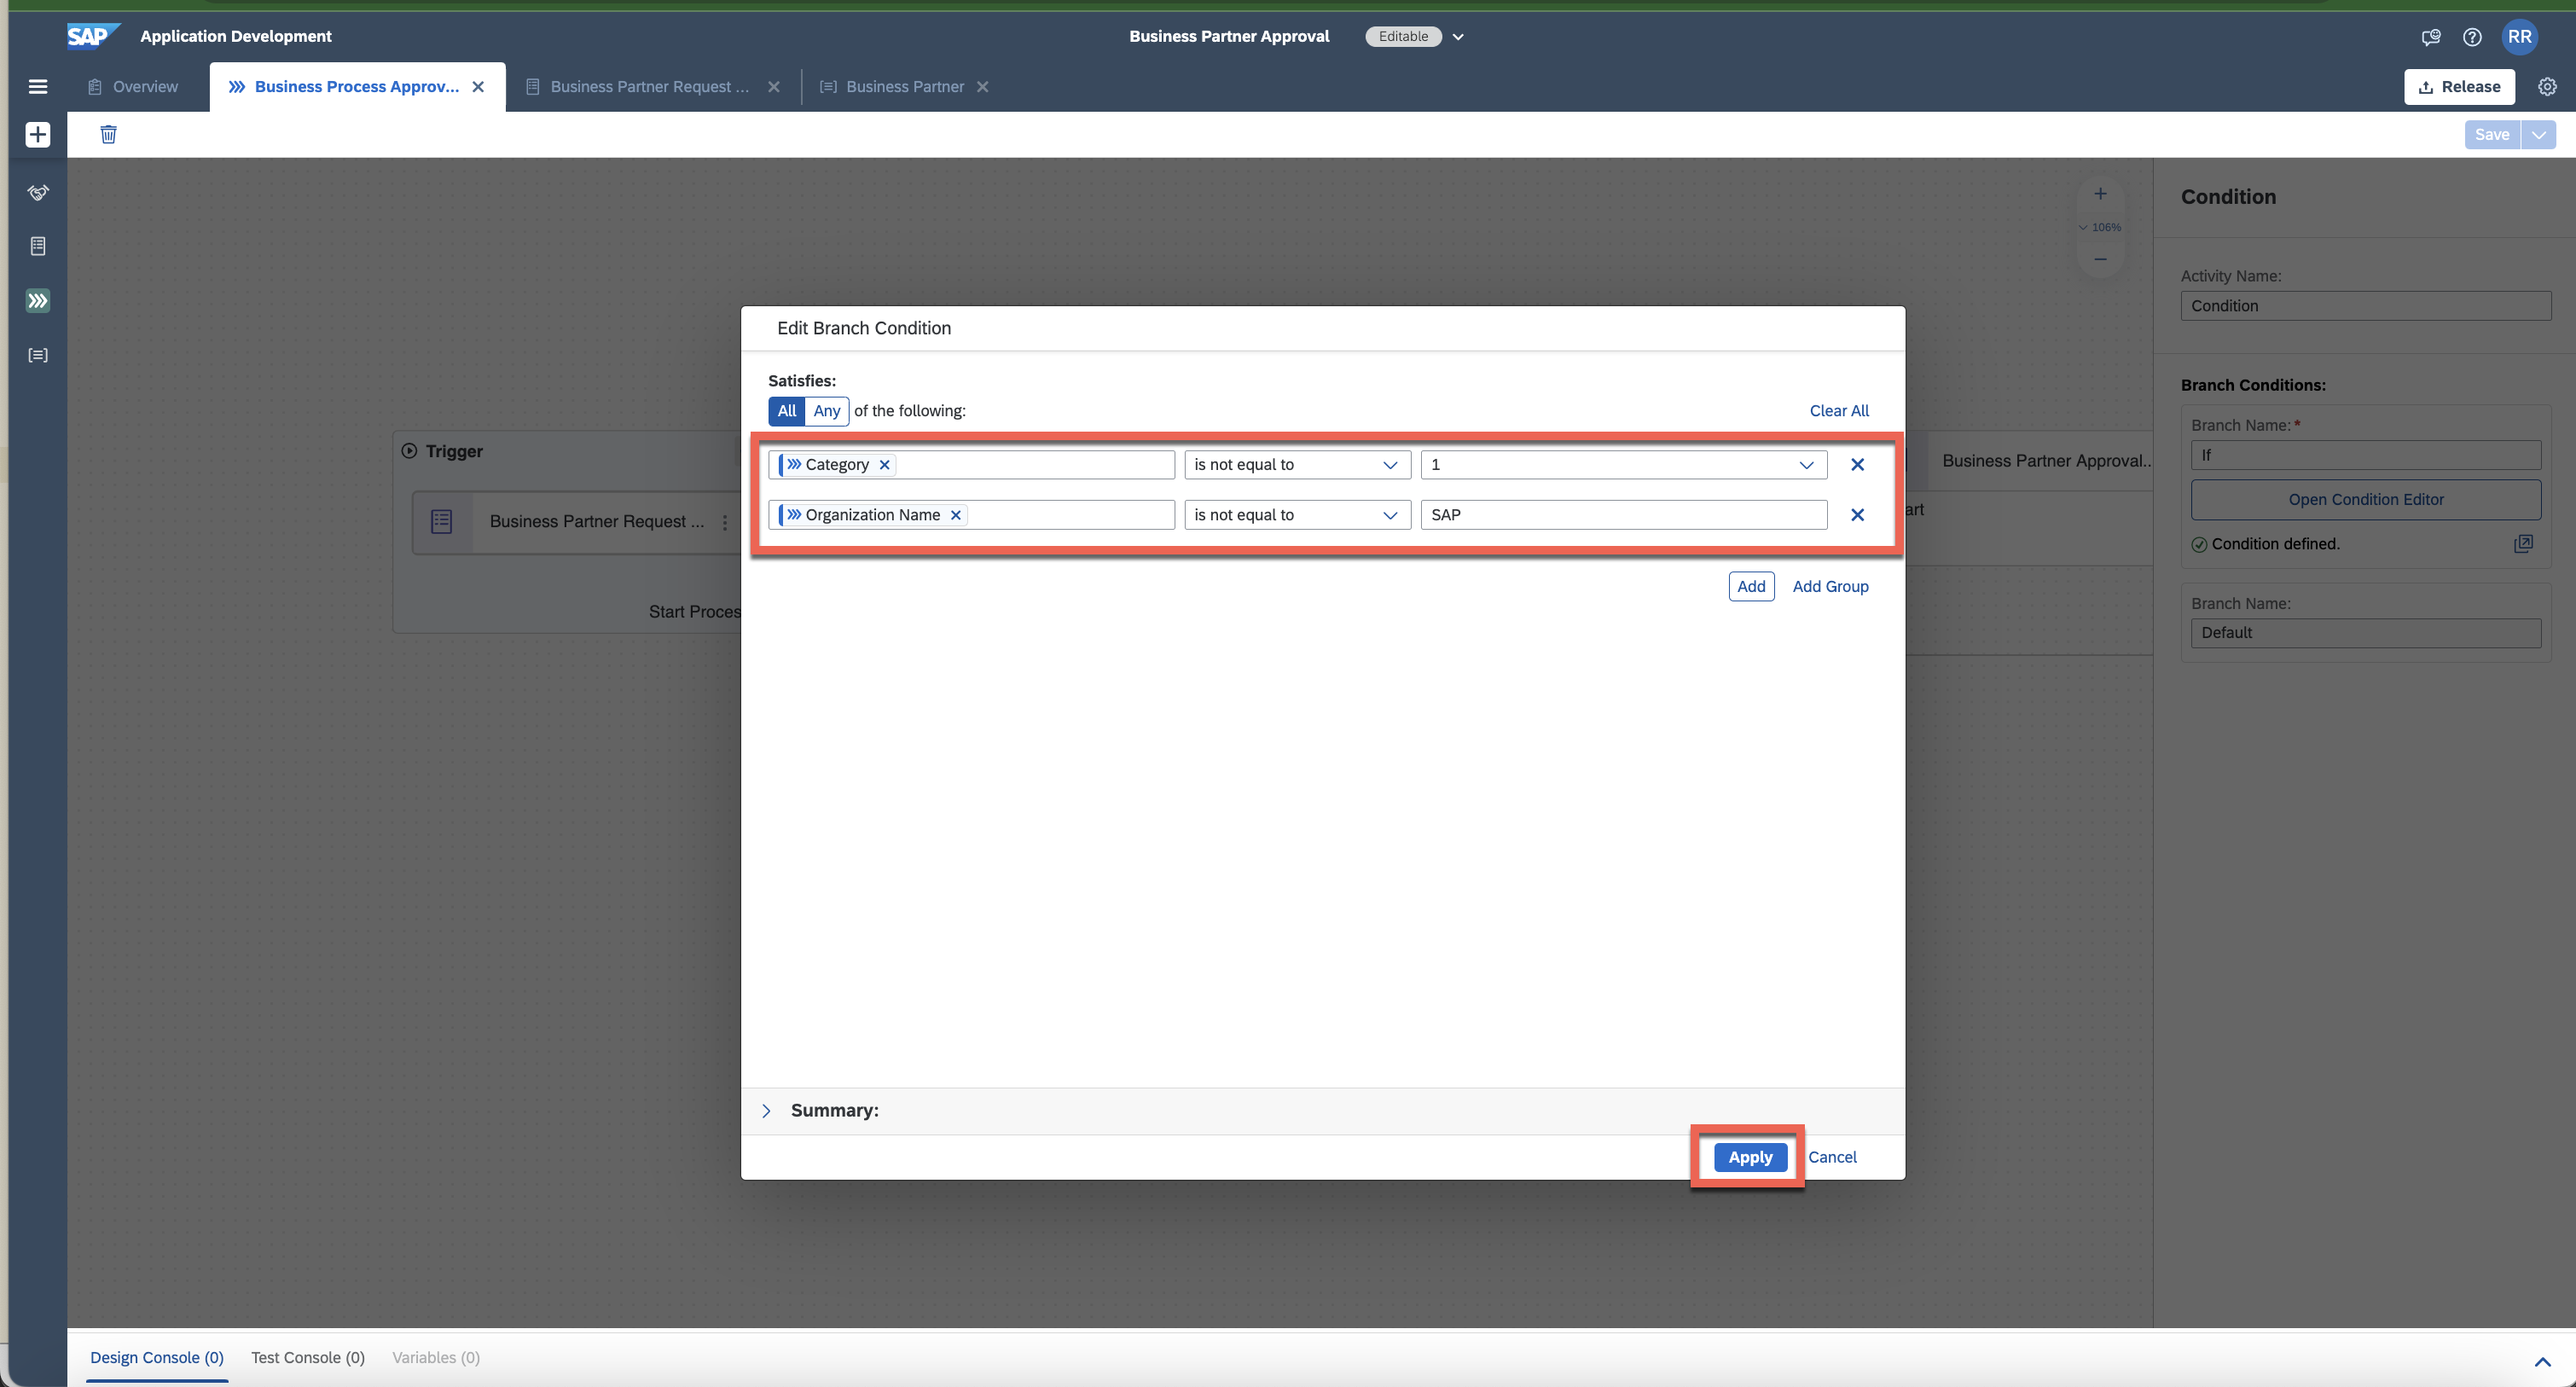 SAP Application Development
Business Partner Approval Editable
RR
Overview
Business Process Approv...
Business Partner Request ...
Business Partner
Release
Save
106%
Condition
Activity Name:
Condition
Branch Conditions:
Branch Name:*
If
Open Condition Editor
Condition defined.
Branch Name:
Default
Trigger
Business Partner Request ...
Start Proces
Business Partner Approval..
art
Edit Branch Condition
Satisfies:
All Any of the following:
Clear All
Category is not equal to 1
Organization Name is not equal to SAP
Add Add Group
Summary:
Apply Cancel
Design Console (0) Test Console (0) Variables (0)